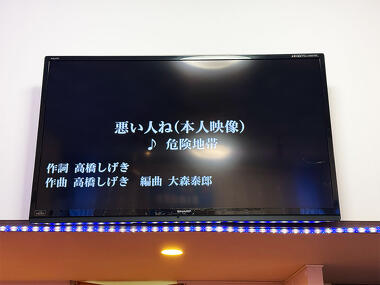 悪い人ね(本人映像)
♪ 危険地帯
作詞 高橋しげき
作曲 高橋しげき 編曲 大森泰郎
SHARP